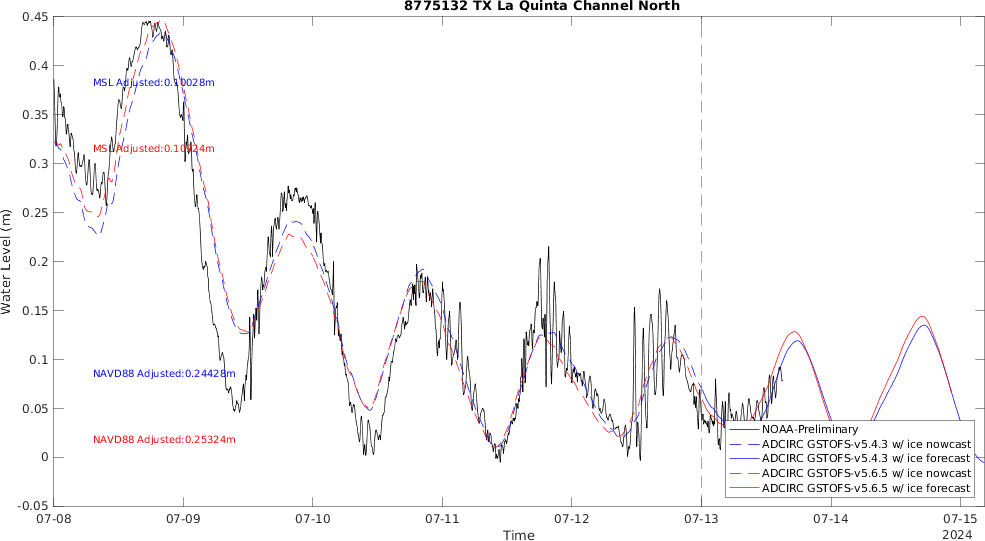 8775132 TX La Quinta Channel North
0.45
0.4
0.35
0.3
0.25
0.2
0.15
0.1
0.05
0
-0.05
Water Level (m)
MSL Adjusted:0.10028m
MSL Adjusted:0.10924m
NAVD88 Adjusted:0.24428m
NAVD88 Adjusted:0.25324m
NOAA-Preliminary
ADCIRC GSTOFS-v5.4.3 w/ ice nowcast
ADCIRC GSTOFS-v5.4.3 w/ ice forecast
ADCIRC GSTOFS-v5.6.5 w/ ice nowcast
ADCIRC GSTOFS-v5.6.5 w/ ice forecast
07-08 07-09 07-10 07-11 07-12 07-13 07-14 07-15
Time
2024